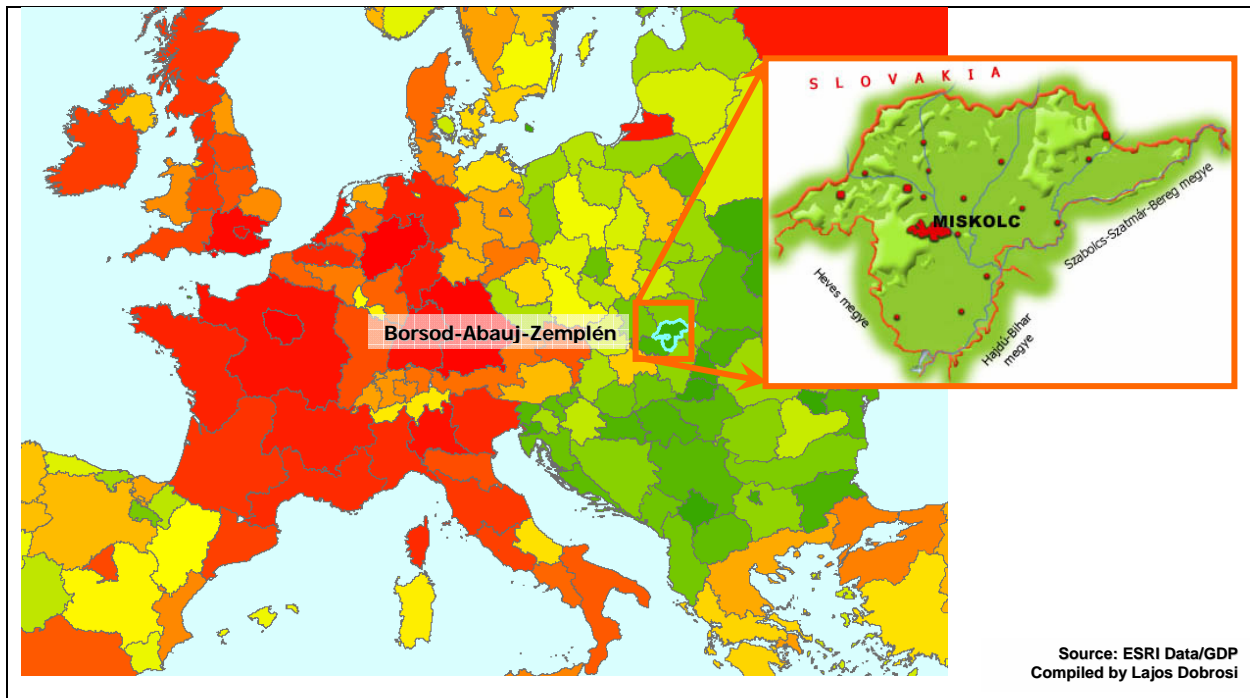 SLOVAKIA
MISKOLC
Szabolcs-Szatmár-Bereg megye
Heves megye
Hajdú-Bihar
megye
Borsod-Abauj-Zemplén
Source: ESRI Data/GDP
Compiled by Lajos Dobrosi